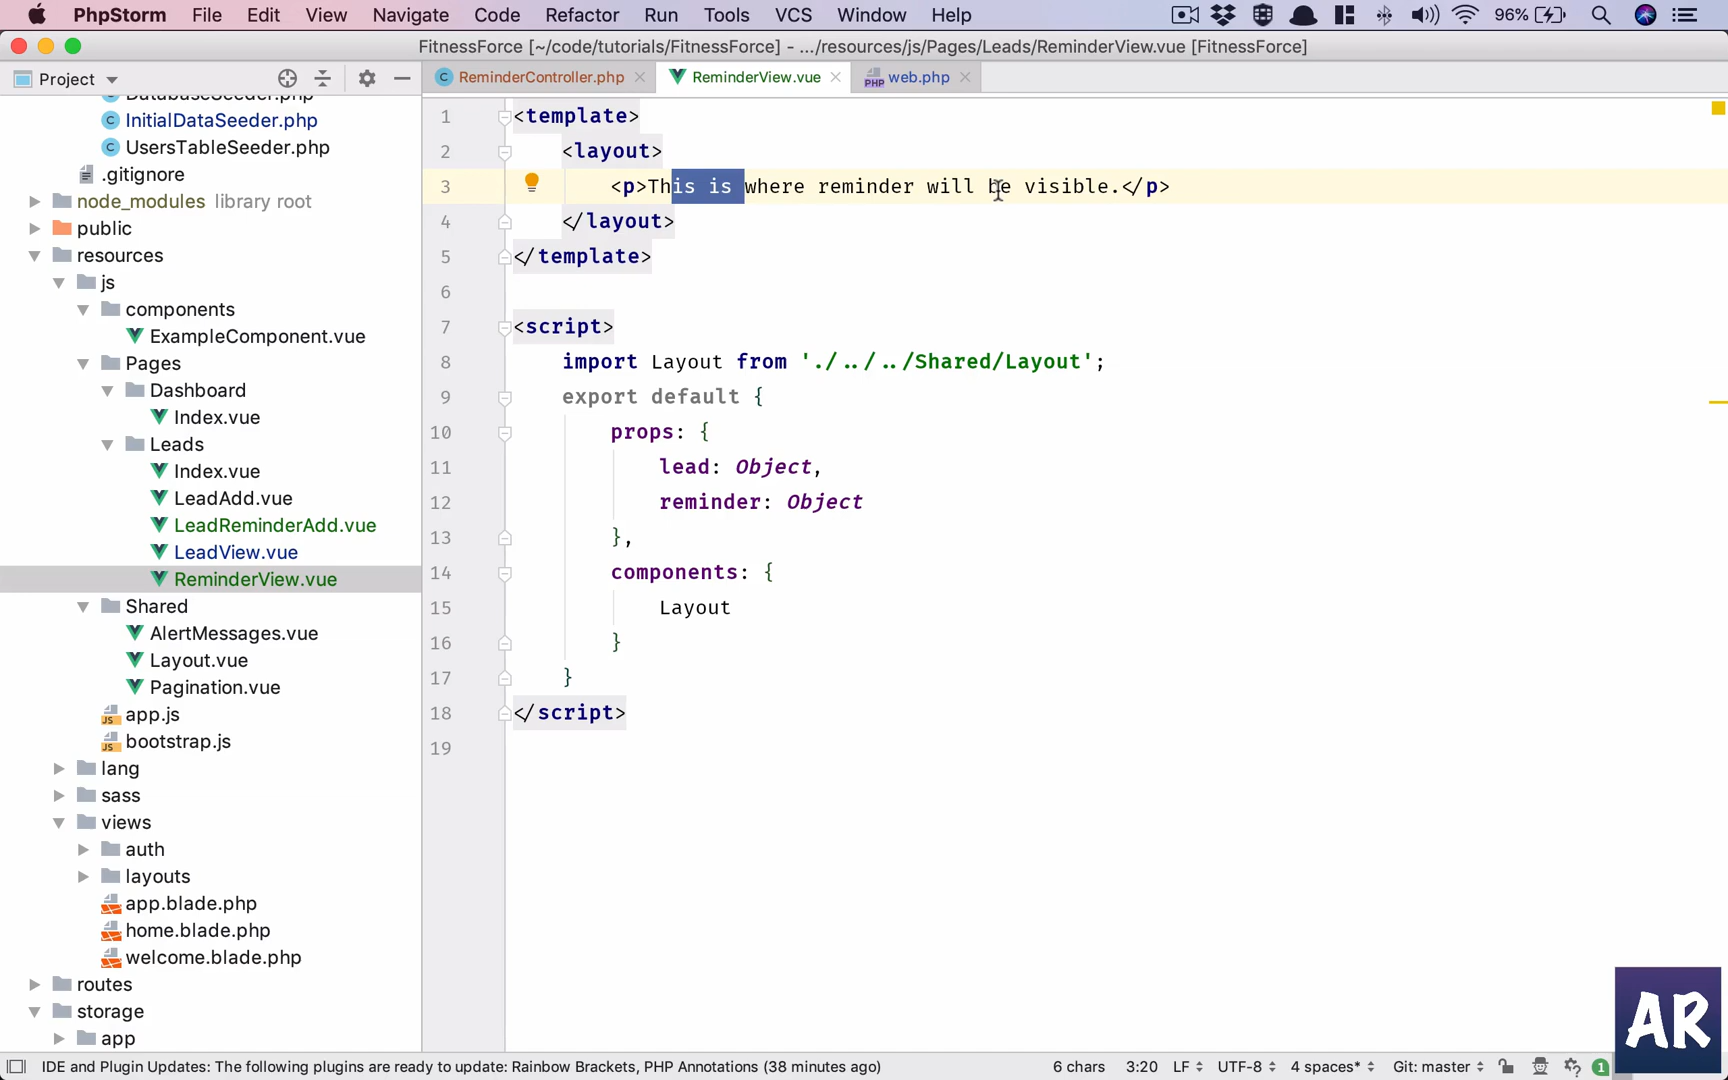 PhpStorm File Edit View Navigate Code Refactor Run Tools VCS Window Help 96%
FitnessForce [~/code/tutorials/FitnessForce] - .../resources/js/Pages/Leads/ReminderView.vue [FitnessForce]
Project
ReminderController.php ReminderView.vue web.php
DatabaseSeeder.php
InitialDataSeeder.php
UsersTableSeeder.php
.gitignore
node_modules library root
public
resources
js
components
ExampleComponent.vue
Pages
Dashboard
Index.vue
Leads
Index.vue
LeadAdd.vue
LeadReminderAdd.vue
LeadView.vue
ReminderView.vue
Shared
AlertMessages.vue
Layout.vue
Pagination.vue
app.js
bootstrap.js
lang
sass
views
auth
layouts
app.blade.php
home.blade.php
welcome.blade.php
routes
storage
app
1 <template>
2 <layout>
3 <p>This is where reminder will be visible.</p>
4 </layout>
5 </template>
6
7 <script>
8 import Layout from './../../Shared/Layout';
9 export default {
10 props: {
11 lead: Object,
12 reminder: Object
13 },
14 components: {
15 Layout
16 }
17 }
18 </script>
19
AR
IDE and Plugin Updates: The following plugins are ready to update: Rainbow Brackets, PHP Annotations (38 minutes ago) 6 chars 3:20 LF UTF-8 4 spaces* Git: master 1